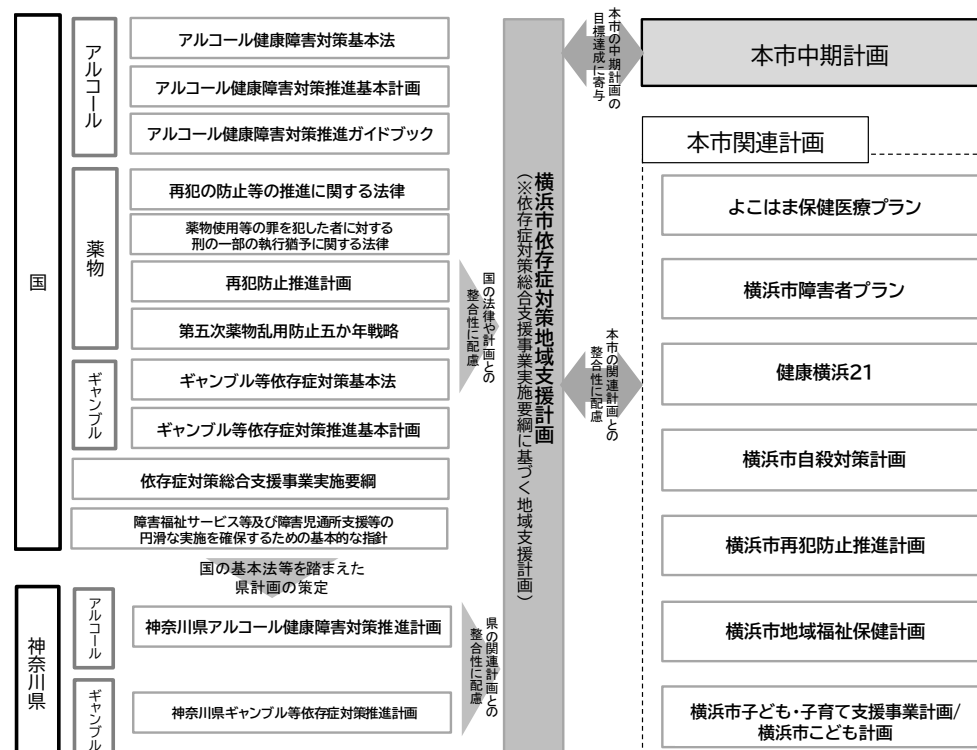 国
アルコール
アルコール健康障害対策基本法
アルコール健康障害対策推進基本計画
アルコール健康障害対策推進ガイドブック
薬物
再犯の防止等の推進に関する法律
薬物使用等の罪を犯した者に対する
刑の一部の執行猶予に関する法律
再犯防止推進計画
第五次薬物乱用防止五か年戦略
ギャンブル
ギャンブル等依存症対策基本法
ギャンブル等依存症対策推進基本計画
依存症対策総合支援事業実施要綱
障害福祉サービス等及び障害児通所支援等の
円滑な実施を確保するための基本的な指針
国の基本法等を踏まえた
県計画の策定
神奈川県
アルコール
神奈川県アルコール健康障害対策推進計画
ギャンブル
神奈川県ギャンブル等依存症対策推進計画
国の法律や計画との
整合性に配慮
県の関連計画との
整合性に配慮
横浜市依存症対策地域支援計画
（※依存症対策総合支援事業実施要綱に基づく地域支援計画）
本市の中期計画の
目標達成に寄与
本市の関連計画との
整合性に配慮
本市中期計画
本市関連計画
よこはま保健医療プラン
横浜市障害者プラン
健康横浜21
横浜市自殺対策計画
横浜市再犯防止推進計画
横浜市地域福祉保健計画
横浜市子ども・子育て支援事業計画/
横浜市こども計画